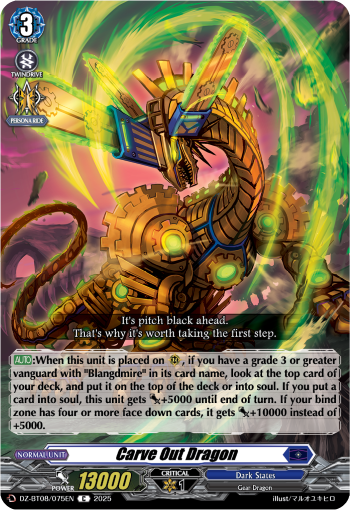 3
GRADE
TWINDRIVE
PERSONA RIDE
It's pitch black ahead.
That's why it's worth taking the first step.
AUTO:When this unit is placed on , if you have a grade 3 or greater
vanguard with "Blangdmire" in its card name, look at the top card of
your deck, and put it on the top of the deck or into soul. If you put a
card into soul, this unit gets +5000 until end of turn. If your bind
zone has four or more face down cards, it gets +10000 instead of
+5000.
NORMAL UNIT
Carve Out Dragon
POWER 13000
CRITICAL
1
Dark States
Gear Dragon
DZ-BT08/075EN C 2025
illust/マルオユキヒロ